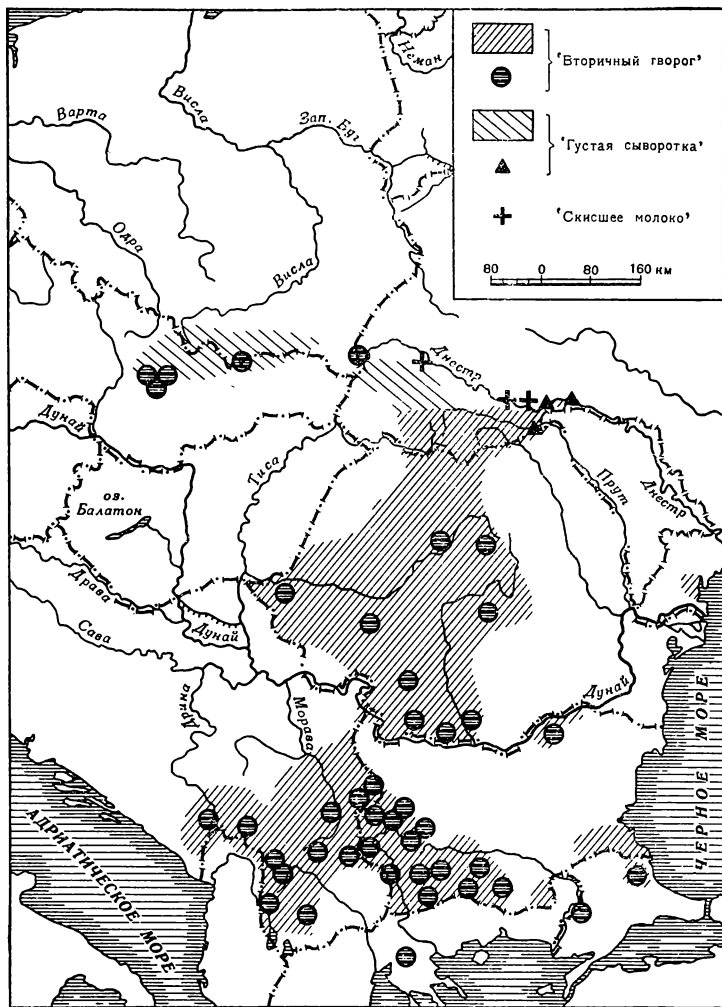 'Вторичный гворог'
'Густая сыворотка'
'Скисшее молоко'
80 0 80 160 км
Неман
Варта
Висла
Зап. Буг
Одра
Висла
Днестр
Дунай
Тиса
оз.
Балатон
Прут
Днестр
Драва
Сава
Дунай
Дрина
Морава
Дунай
ЧЕРНОЕ МОРЕ
АДРИАТИЧЕСКОЕ МОРЕ